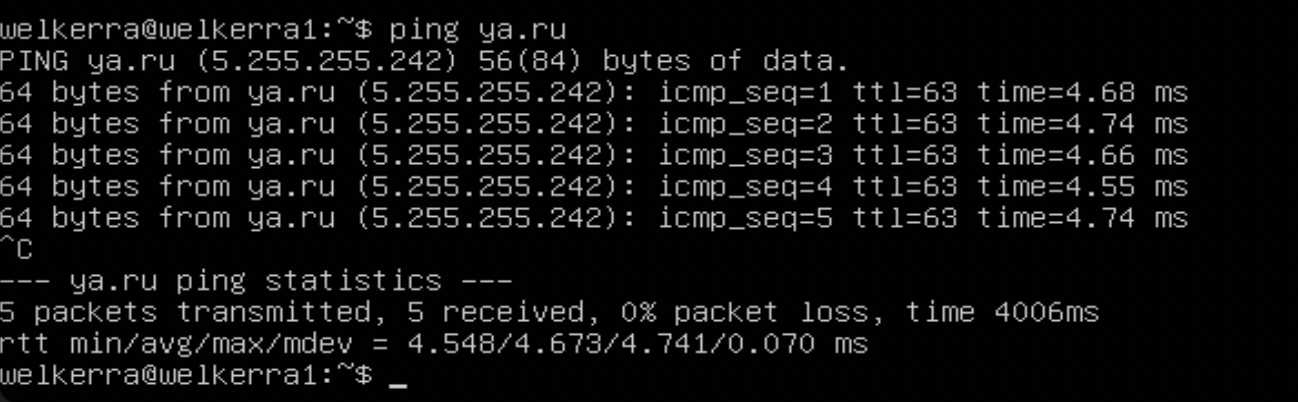 welkerra@welkerra1:~$ ping ya.ru
PING ya.ru (5.255.255.242) 56(84) bytes of data.
64 bytes from ya.ru (5.255.255.242): icmp_seq=1 ttl=63 time=4.68 ms
64 bytes from ya.ru (5.255.255.242): icmp_seq=2 ttl=63 time=4.74 ms
64 bytes from ya.ru (5.255.255.242): icmp_seq=3 ttl=63 time=4.66 ms
64 bytes from ya.ru (5.255.255.242): icmp_seq=4 ttl=63 time=4.55 ms
64 bytes from ya.ru (5.255.255.242): icmp_seq=5 ttl=63 time=4.74 ms
^C
--- ya.ru ping statistics ---
5 packets transmitted, 5 received, 0% packet loss, time 4006ms
rtt min/avg/max/mdev = 4.548/4.673/4.741/0.070 ms
welkerra@welkerra1:~$ _